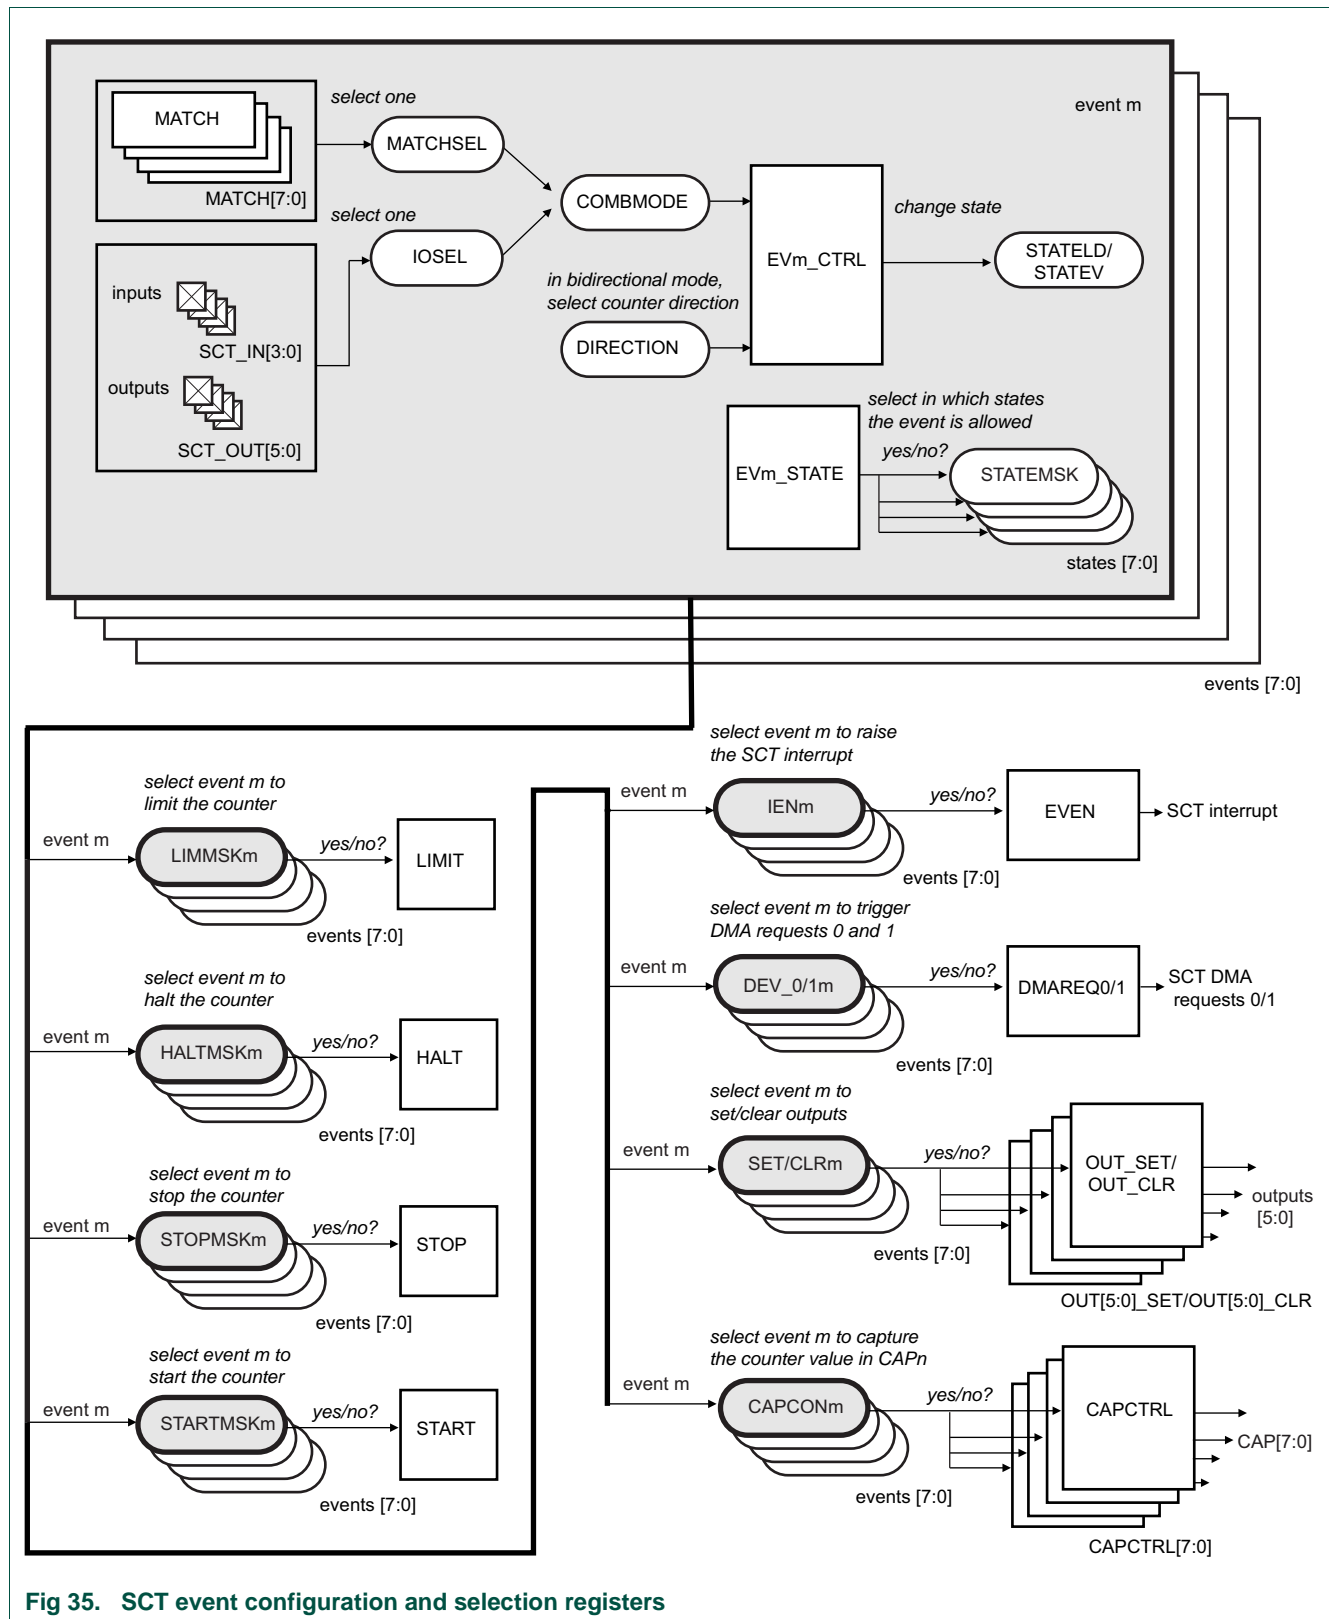 event m
select one
MATCH
MATCHSEL
MATCH[7:0]
select one
IOSEL
COMBMODE
inputs
SCT_IN[3:0]
outputs
SCT_OUT[5:0]
in bidirectional mode,
select counter direction
DIRECTION
EVm_CTRL
change state
STATELD/
STATEV
select in which states
the event is allowed
yes/no?
EVm_STATE
STATEMSK
states [7:0]
events [7:0]
select event m to
limit the counter
event m
LIMMSKm
yes/no?
LIMIT
events [7:0]
select event m to
halt the counter
event m
HALTMSKm
yes/no?
HALT
events [7:0]
select event m to
stop the counter
event m
STOPMSKm
yes/no?
STOP
events [7:0]
select event m to
start the counter
event m
STARTMSKm
yes/no?
START
events [7:0]
select event m to raise
the SCT interrupt
event m
IENm
yes/no?
EVEN
SCT interrupt
events [7:0]
select event m to trigger
DMA requests 0 and 1
event m
DEV_0/1m
yes/no?
DMAREQ0/1
SCT DMA
requests 0/1
events [7:0]
select event m to
set/clear outputs
event m
SET/CLRm
yes/no?
OUT_SET/
OUT_CLR
outputs
[5:0]
events [7:0]
OUT[5:0]_SET/OUT[5:0]_CLR
select event m to capture
the counter value in CAPn
event m
CAPCONm
yes/no?
CAPCTRL
CAP[7:0]
events [7:0]
CAPCTRL[7:0]
Fig 35. SCT event configuration and selection registers